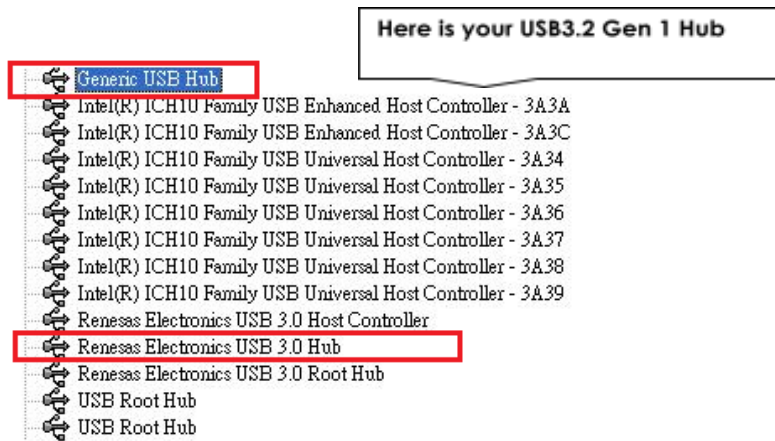 Here is your USB3.2 Gen 1 Hub
Generic USB Hub
Intel(R) ICH10 Family USB Enhanced Host Controller - 3A3A
Intel(R) ICH10 Family USB Enhanced Host Controller - 3A3C
Intel(R) ICH10 Family USB Universal Host Controller - 3A34
Intel(R) ICH10 Family USB Universal Host Controller - 3A35
Intel(R) ICH10 Family USB Universal Host Controller - 3A36
Intel(R) ICH10 Family USB Universal Host Controller - 3A37
Intel(R) ICH10 Family USB Universal Host Controller - 3A38
Intel(R) ICH10 Family USB Universal Host Controller - 3A39
Renesas Electronics USB 3.0 Host Controller
Renesas Electronics USB 3.0 Hub
Renesas Electronics USB 3.0 Root Hub
USB Root Hub
USB Root Hub